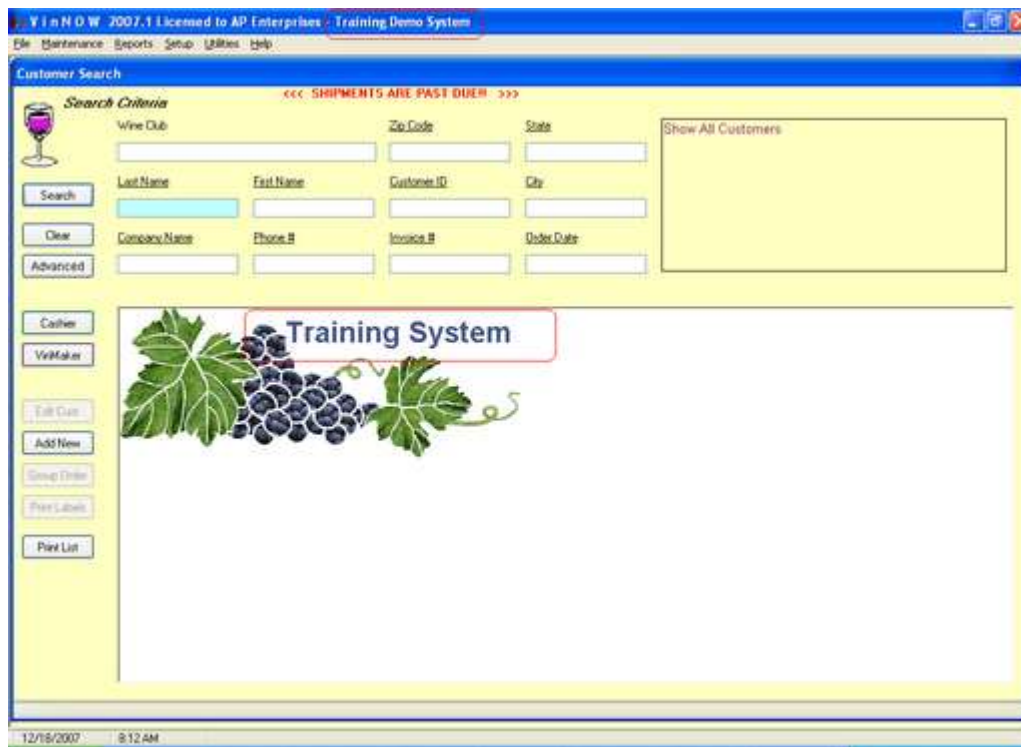 VinNOW 2007.1 Licensed to AP Enterprises - Training Demo System
File Maintenance Reports Setup Utilities Help
Customer Search
Search Criteria
<<< SHIPMENTS ARE PAST DUE!! >>>
Wine Club Zip Code State
Show All Customers
Search
Last Name First Name Customer ID City
Clear
Company Name Phone # Invoice # Order Date
Advanced
Cashier
Training System
VinMaker
Edit Cust
Add New
Group Order
Print Labels
Print List
12/18/2007 8:12 AM